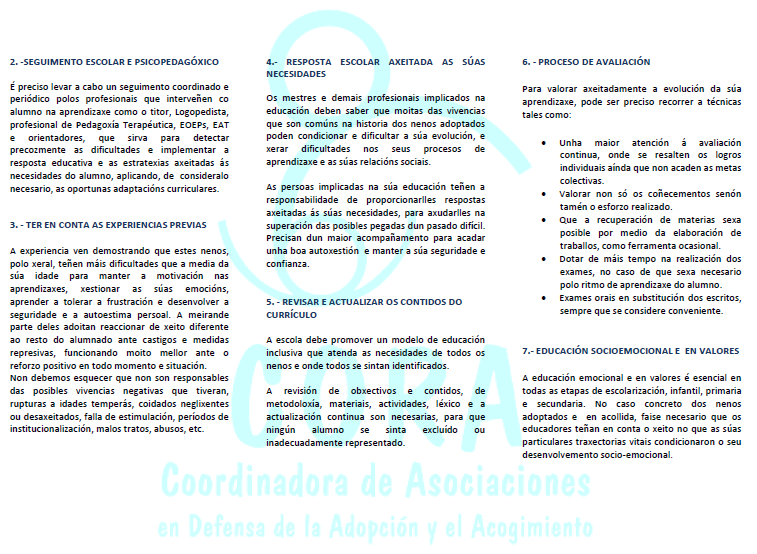 2. -SEGUIMENTO ESCOLAR E PSICOPEDAGÓXICO
É preciso levar a cabo un seguimento coordinado e
periódico polos profesionais que interveñen co
alumno na aprendizaxe como o titor, Logopedista,
profesional de Pedagoxía Terapéutica, EOEPs, EAT
e orientadores, que sirva para detectar
precozmente as dificultades e implementar a
resposta educativa e as estratexias axeitadas ás
necesidades do alumno, aplicando, de consideralo
necesario, as oportunas adaptacións curriculares.
3. - TER EN CONTA AS EXPERIENCIAS PREVIAS
A experiencia ven demostrando que estes nenos,
polo xeral, teñen máis dificultades que a media da
súa idade para manter a motivación nas
aprendizaxes, xestionar as súas emocións,
aprender a tolerar a frustración e desenvolver a
seguridade e a autoestima persoal. A meirande
parte deles adoitan reaccionar de xeito diferente
ao resto do alumnado ante castigos e medidas
represivas, funcionando moito mellor ante o
reforzo positivo en todo momento e situación.
Non debemos esquecer que non son responsables
das posibles vivencias negativas que tiveran,
rupturas a idades temperás, coidados neglixentes
ou desaxeitados, falla de estimulación, períodos de
institucionalización, malos tratos, abusos, etc.
4.- RESPOSTA ESCOLAR AXEITADA AS SÚAS
NECESIDADES
Os mestres e demais profesionais implicados na
educación deben saber que moitas das vivencias
que son comúns na historia dos nenos adoptados
poden condicionar e dificultar a súa evolución, e
xerar dificultades nos seus procesos de
aprendizaxe e as súas relacións sociais.
As persoas implicadas na súa educación teñen a
responsabilidade de proporcionarlles respostas
axeitadas ás súas necesidades, para axudarlles na
superación das posibles pegadas dun pasado difícil.
Precisan dun maior acompañamento para acadar
unha boa autoxestión e manter a súa seguridade e
confianza.
5. - REVISAR E ACTUALIZAR OS CONTIDOS DO
CURRÍCULO
A escola debe promover un modelo de educación
inclusiva que atenda as necesidades de todos os
nenos e onde todos se sintan identificados.
A revisión de obxectivos e contidos, de
metodoloxía, materiais, actividades, léxico e a
actualización continua son necesarias, para que
ningún alumno se sinta excluído ou
inadecuadamente representado.
6. - PROCESO DE AVALIACIÓN
Para valorar axeitadamente a evolución da súa
aprendizaxe, pode ser preciso recorrer a técnicas
tales como:
• Unha maior atención á avaliación
continua, onde se resalten os logros
individuais aínda que non acaden as metas
colectivas.
• Valorar non só os coñecementos senón
tamén o esforzo realizado.
• Que a recuperación de materias sexa
posible por medio da elaboración de
traballos, como ferramenta ocasional.
• Dotar de máis tempo na realización dos
exames, no caso de que sexa necesario
polo ritmo de aprendizaxe do alumno.
• Exames orais en substitución dos escritos,
sempre que se considere conveniente.
7.- EDUCACIÓN SOCIOEMOCIONAL E EN VALORES
A educación emocional e en valores é esencial en
todas as etapas de escolarización, infantil, primaria
e secundaria. No caso concreto dos nenos
adoptados e en acollida, faise necesario que os
educadores teñan en conta o xeito no que as súas
particulares traxectorias vitais condicionaron o seu
desenvolvemento socio-emocional.
CORA
Coordinadora de Asociaciones
en Defensa de la Adopción y el Acogimiento